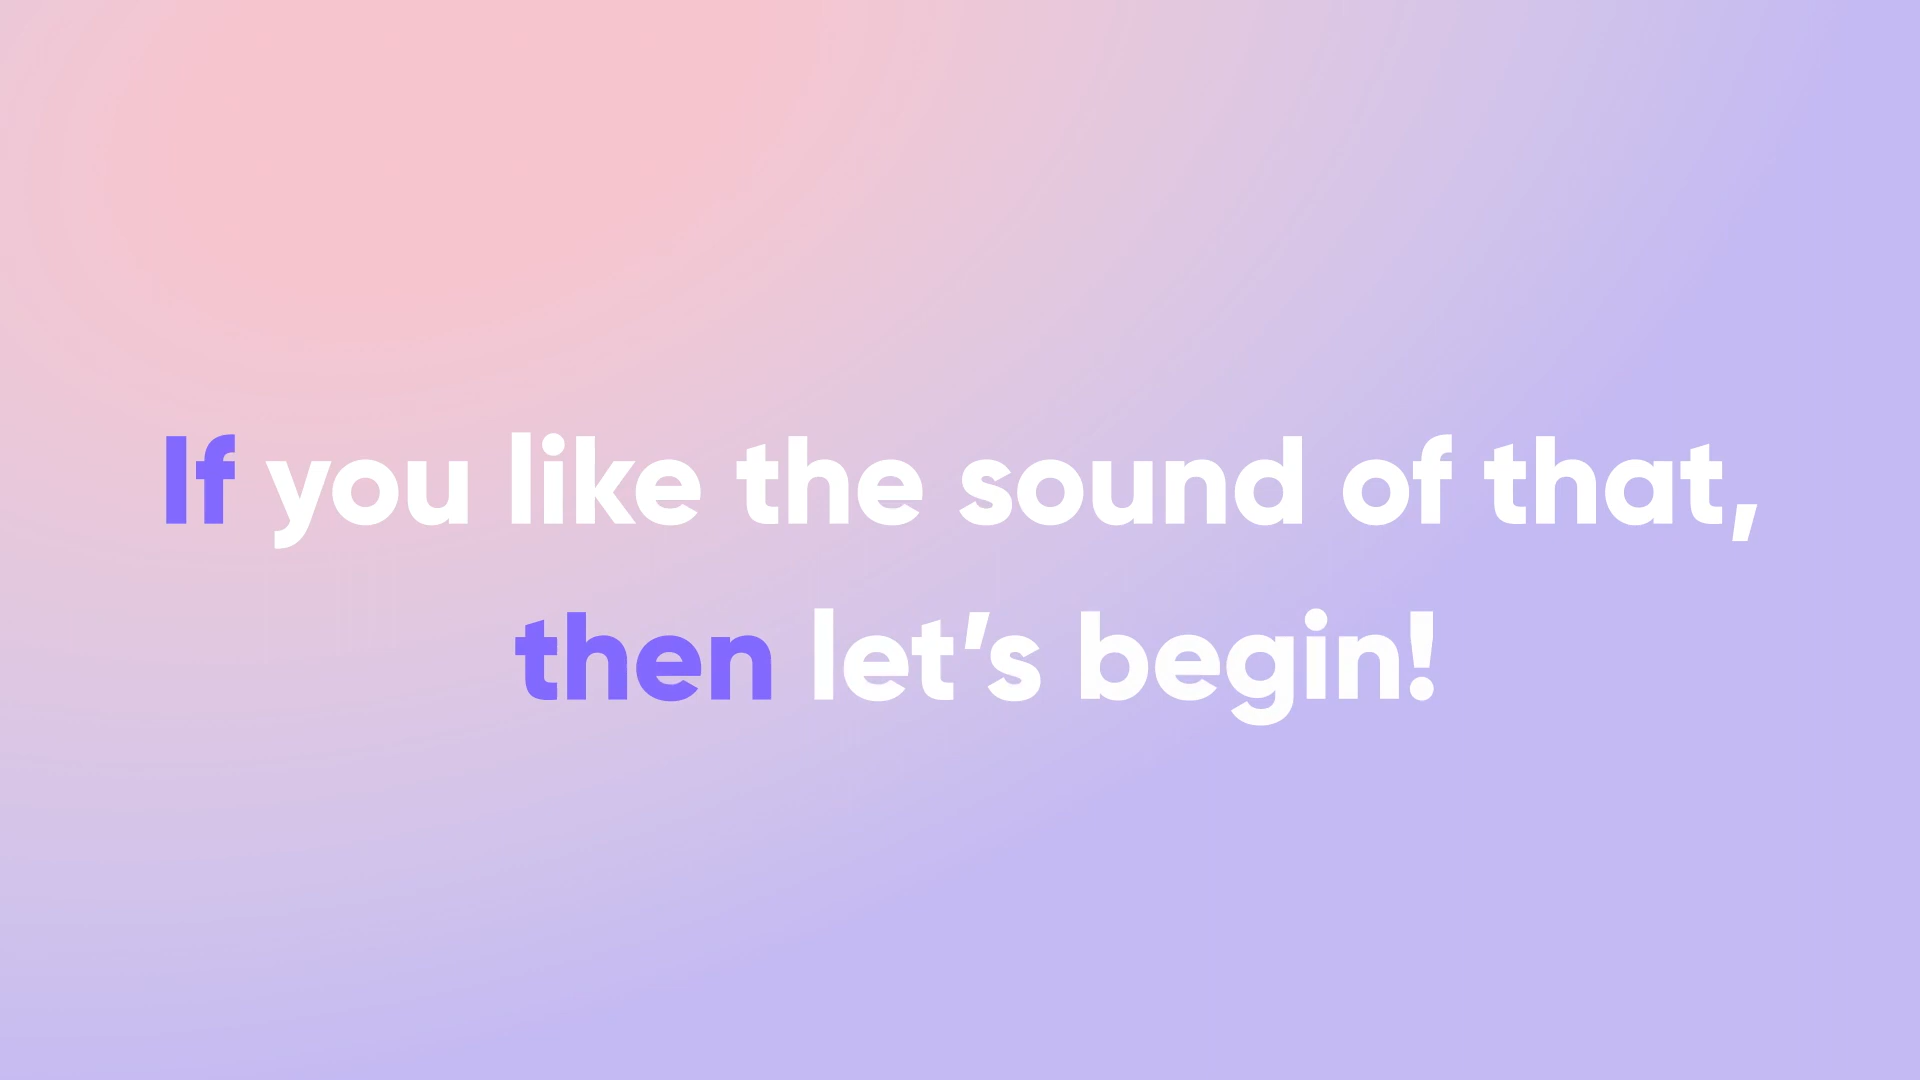 If you like the sound of that,
then let’s begin!